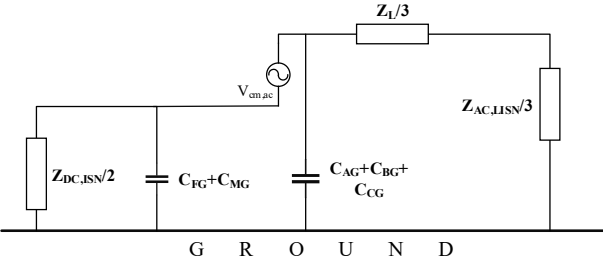 Z_L/3
V_cm,ac
Z_AC,LISN/3
Z_DC,ISN/2
C_FG+C_MG
C_AG+C_BG+
C_CG
G R O U N D